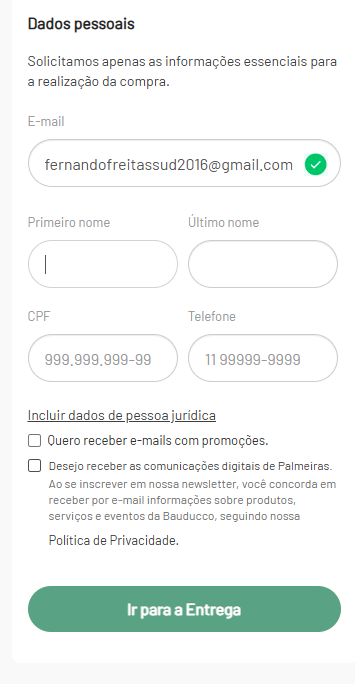 Dados pessoais
Solicitamos apenas as informações essenciais para
a realização da compra.
E-mail
fernandofreitassud2016@gmail.com
Primeiro nome
Último nome
CPF
Telefone
999.999.999-99
11 99999-9999
Incluir dados de pessoa jurídica
Quero receber e-mails com promoções.
Desejo receber as comunicações digitais de Palmeiras.
Ao se inscrever em nossa newsletter, você concorda em
receber por e-mail informações sobre produtos,
serviços e eventos da Bauducco, seguindo nossa
Política de Privacidade.
Ir para a Entrega